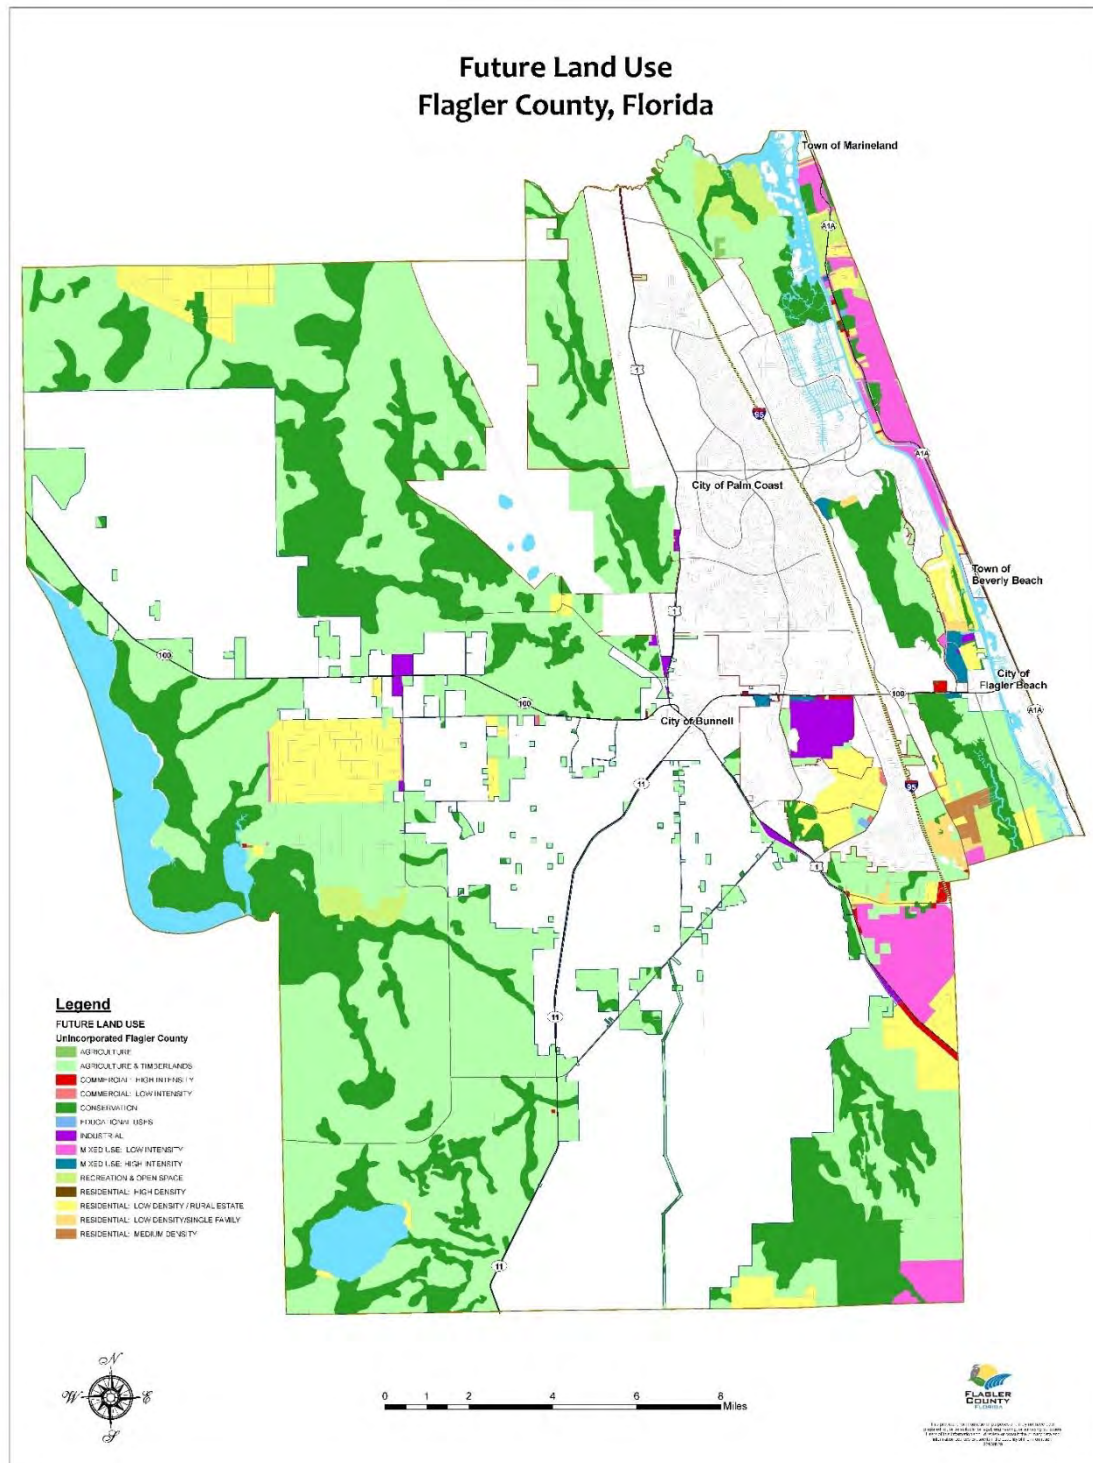 Future Land Use
Flagler County, Florida
Town of Marineland
A1A
1
95
A1A
City of Palm Coast
Town of
Beverly Beach
1
100
City of
Flagler Beach
100
100
A1A
City of Bunnell
11
95
1
11
11
Legend
FUTURE LAND USE
Unincorporated Flagler County
AGRICULTURE
AGRICULTURE & TIMBERLANDS
COMMERCIAL: HIGH INTENSITY
COMMERCIAL: LOW INTENSITY
CONSERVATION
EDUCATIONAL USES
INDUSTRIAL
MIXED USE: LOW INTENSITY
MIXED USE: HIGH INTENSITY
RECREATION & OPEN SPACE
RESIDENTIAL: HIGH DENSITY
RESIDENTIAL: LOW DENSITY / RURAL ESTATE
RESIDENTIAL: LOW DENSITY/SINGLE FAMILY
RESIDENTIAL: MEDIUM DENSITY
N
W E
S
0 1 2 4 6 8
Miles
FLAGLER
COUNTY
FLORIDA